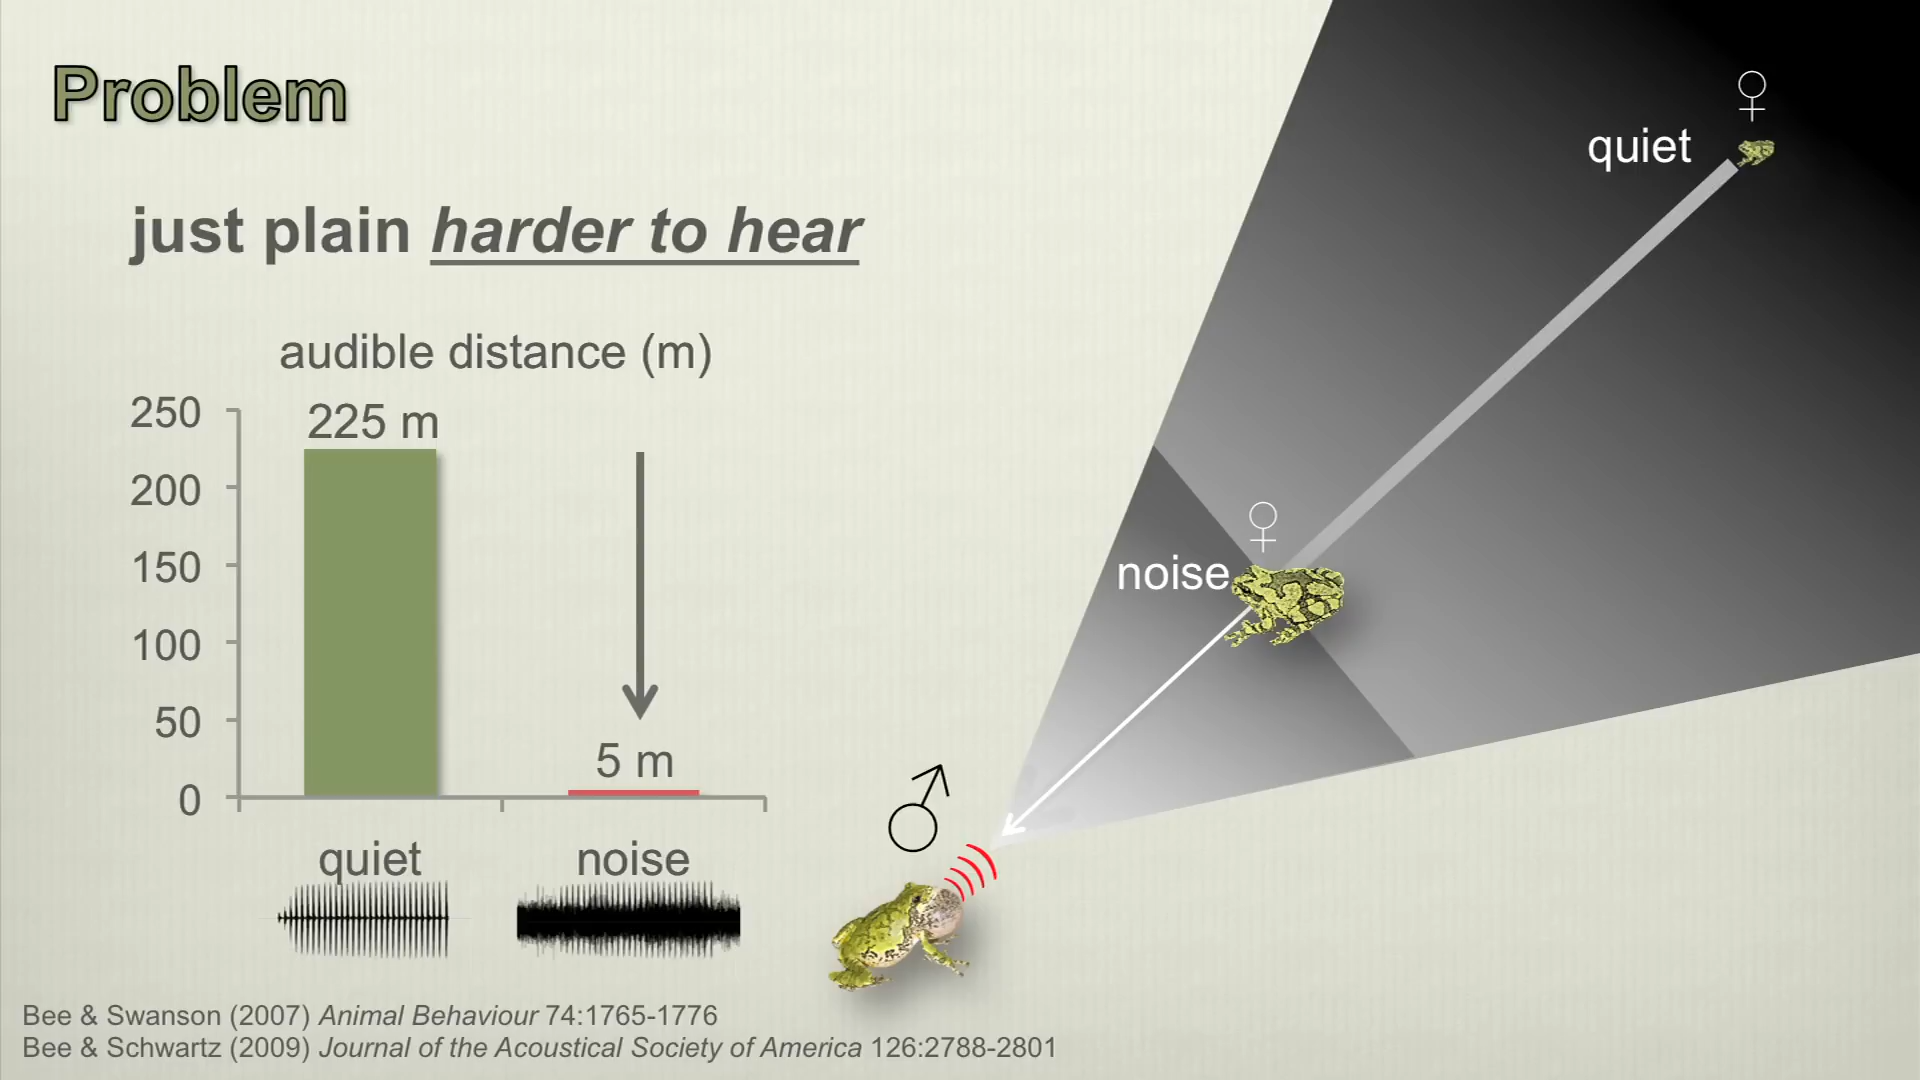 Problem
just plain harder to hear
audible distance (m)
250
200
150
100
50
0
225 m
5 m
quiet
noise
♀
quiet
♀
noise
♂
Bee & Swanson (2007) Animal Behaviour 74:1765-1776
Bee & Schwartz (2009) Journal of the Acoustical Society of America 126:2788-2801